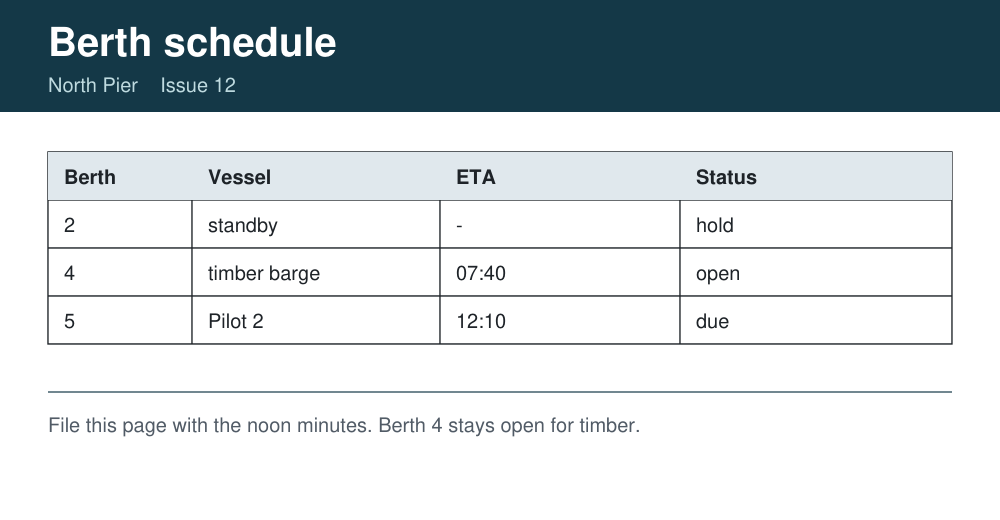 Berth schedule
North Pier Issue 12
Berth Vessel ETA Status
2 standby - hold
4 timber barge 07:40 open
5 Pilot 2 12:10 due
File this page with the noon minutes. Berth 4 stays open for timber.